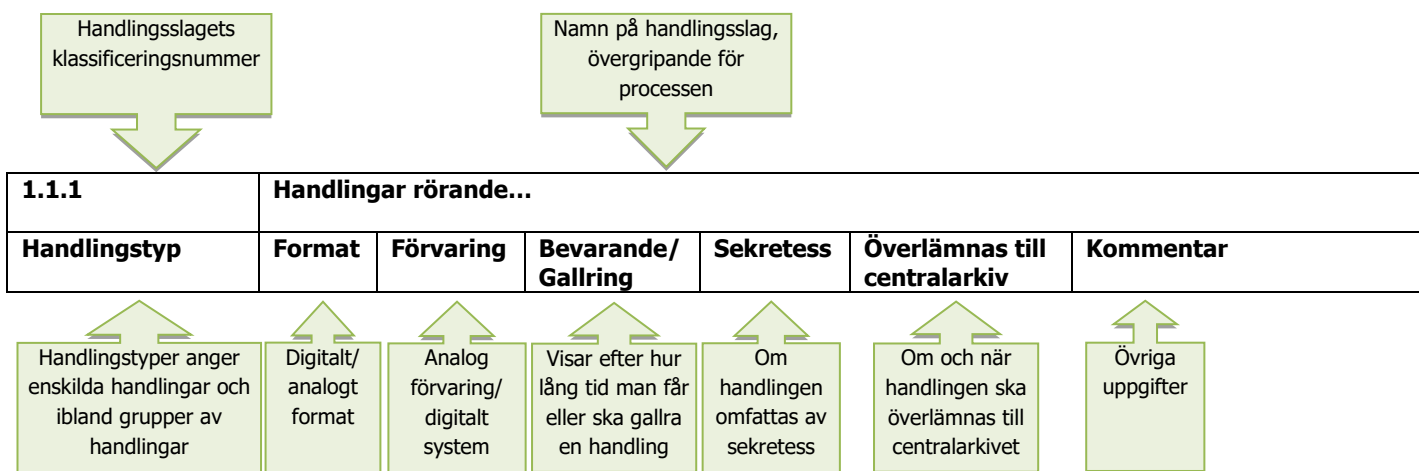 Handlingsslagets
klassificeringsnummer
Namn på handlingsslag,
övergripande för
processen
1.1.1
Handlingar rörande…
Handlingstyp
Format
Förvaring
Bevarande/
Gallring
Sekretess
Överlämnas till
centralarkiv
Kommentar
Handlingstyper anger
enskilda handlingar och
ibland grupper av
handlingar
Digitalt/
analogt
format
Analog
förvaring/
digitalt
system
Visar efter hur
lång tid man får
eller ska gallra
en handling
Om
handlingen
omfattas av
sekretess
Om och när
handlingen ska
överlämnas till
centralarkivet
Övriga
uppgifter